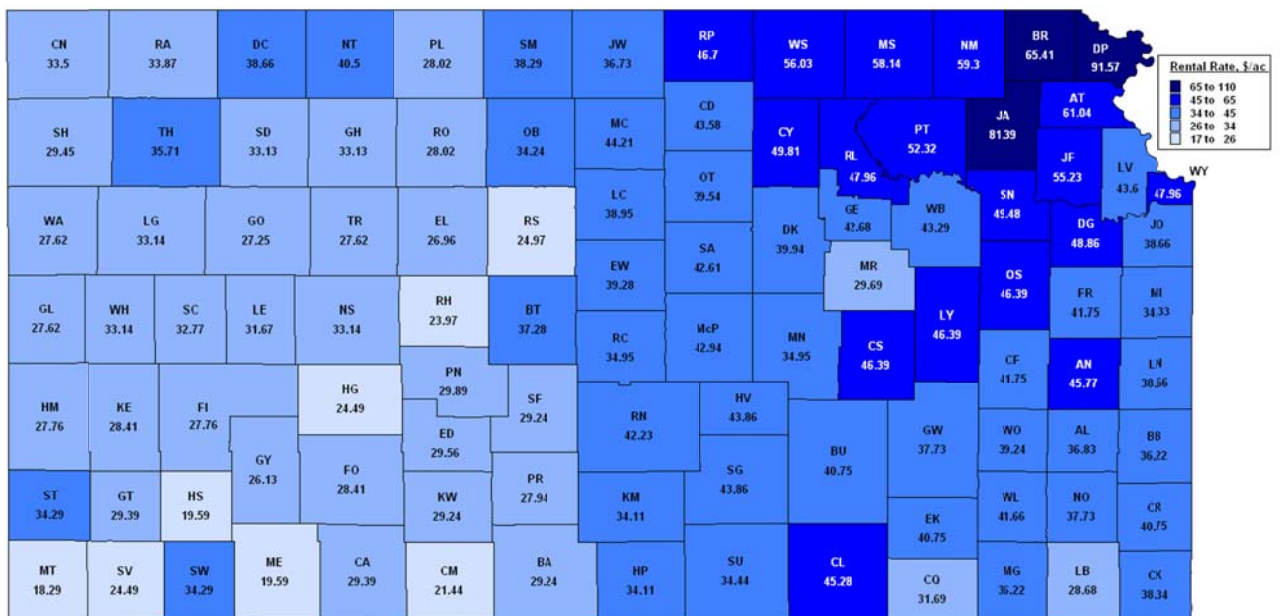 CN
33.5
RA
33.87
DC
38.66
NT
40.5
PL
28.02
SM
38.29
JW
36.73
RP
46.7
WS
56.03
MS
58.14
NM
59.3
BR
65.41
DP
91.57
Rental Rate, $/ac
65 to 110
45 to 65
34 to 45
26 to 34
17 to 26
SH
29.45
TH
35.71
SD
33.13
GH
33.13
RO
28.02
OB
34.24
MC
44.21
CD
43.58
CY
49.81
RL
47.96
PT
52.32
JA
81.39
AT
61.04
JF
55.23
LV
43.6
WY
47.96
WA
27.62
LG
33.14
GO
27.25
TR
27.62
EL
26.96
RS
24.97
LC
38.95
OT
39.54
SA
42.61
DK
39.94
GE
42.68
WB
43.29
SN
49.48
DG
48.86
JO
38.66
EW
39.28
MR
29.69
OS
46.39
FR
41.75
MI
34.33
GL
27.62
WH
33.14
SC
32.77
LE
31.67
NS
33.14
RH
23.97
BT
37.28
RC
34.95
McP
42.94
MN
34.95
CS
46.39
LY
46.39
CF
41.75
AN
45.77
LN
38.66
HM
27.76
KE
28.41
FI
27.76
HG
24.49
PN
29.89
SF
29.24
RN
42.23
HV
43.86
BU
40.75
GW
37.73
WO
39.24
AL
36.83
BB
36.22
GY
26.13
FO
28.41
ED
29.56
SG
43.86
ST
34.29
GT
29.39
HS
19.59
KW
29.24
PR
27.94
KM
34.11
EK
40.75
WL
41.66
NO
37.73
CR
40.75
MT
18.29
SV
24.49
SW
34.29
ME
19.59
CA
29.39
CM
21.44
BA
29.24
HP
34.11
SU
34.44
CL
45.28
CQ
31.69
MG
36.22
LB
28.68
CK
38.34